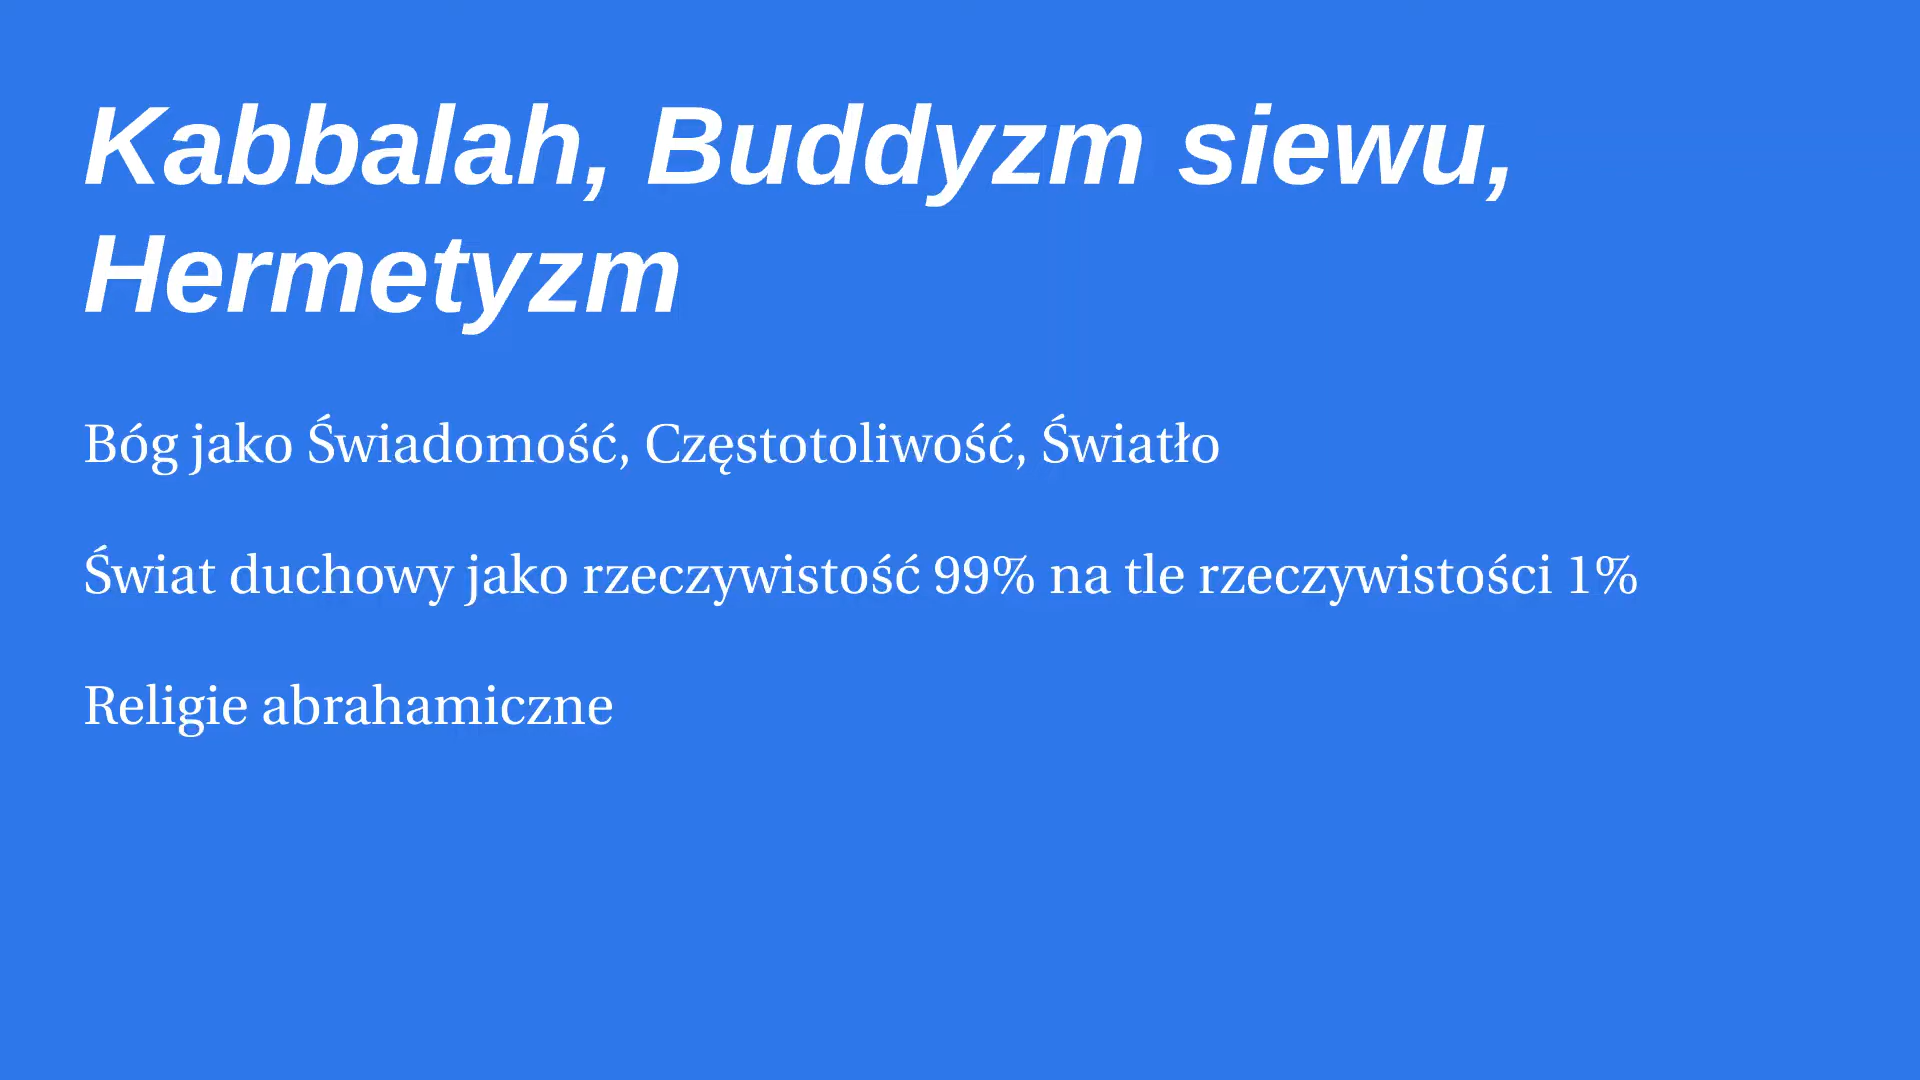 Kabbalah, Buddyzm siewu,
Hermetyzm
Bóg jako Świadomość, Częstotoliwość, Światło
Świat duchowy jako rzeczywistość 99% na tle rzeczywistości 1%
Religie abrahamiczne